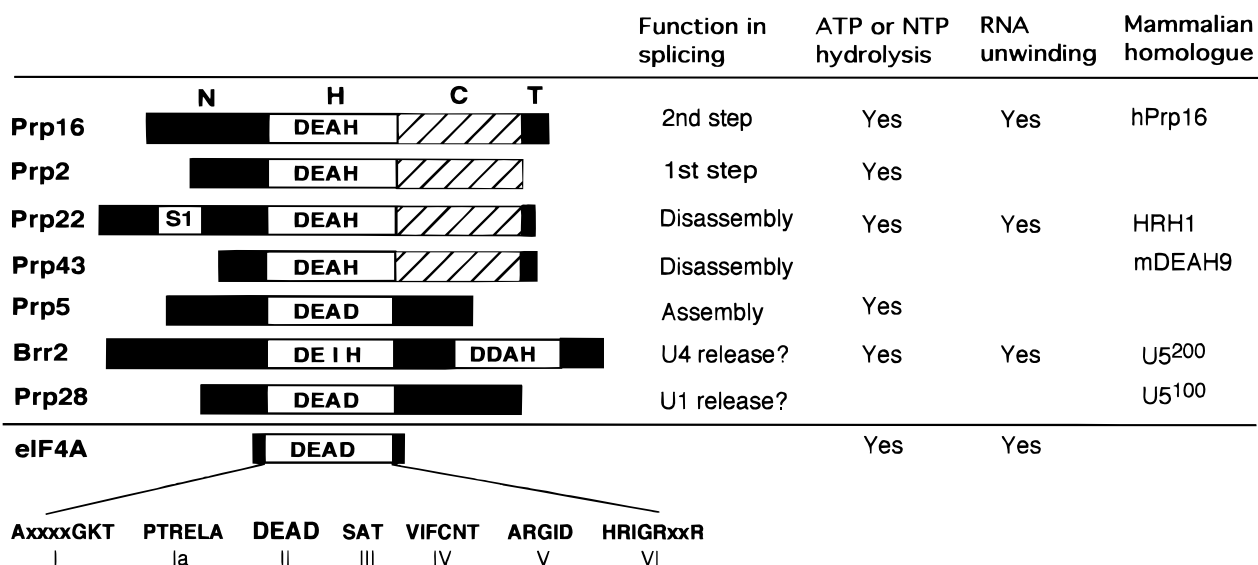 Function in splicing ATP or NTP hydrolysis RNA unwinding Mammalian homologue
N H C T
Prp16 DEAH 2nd step Yes Yes hPrp16
Prp2 DEAH 1st step Yes
Prp22 S1 DEAH Disassembly Yes Yes HRH1
Prp43 DEAH Disassembly mDEAH9
Prp5 DEAD Assembly Yes
Brr2 DEIH DDAH U4 release? Yes Yes U5200
Prp28 DEAD U1 release? U5100
eIF4A DEAD Yes Yes
AxxxxGKT PTRELA DEAD SAT VIFCNT ARGID HRIGRxxR
I Ia II III IV V VI